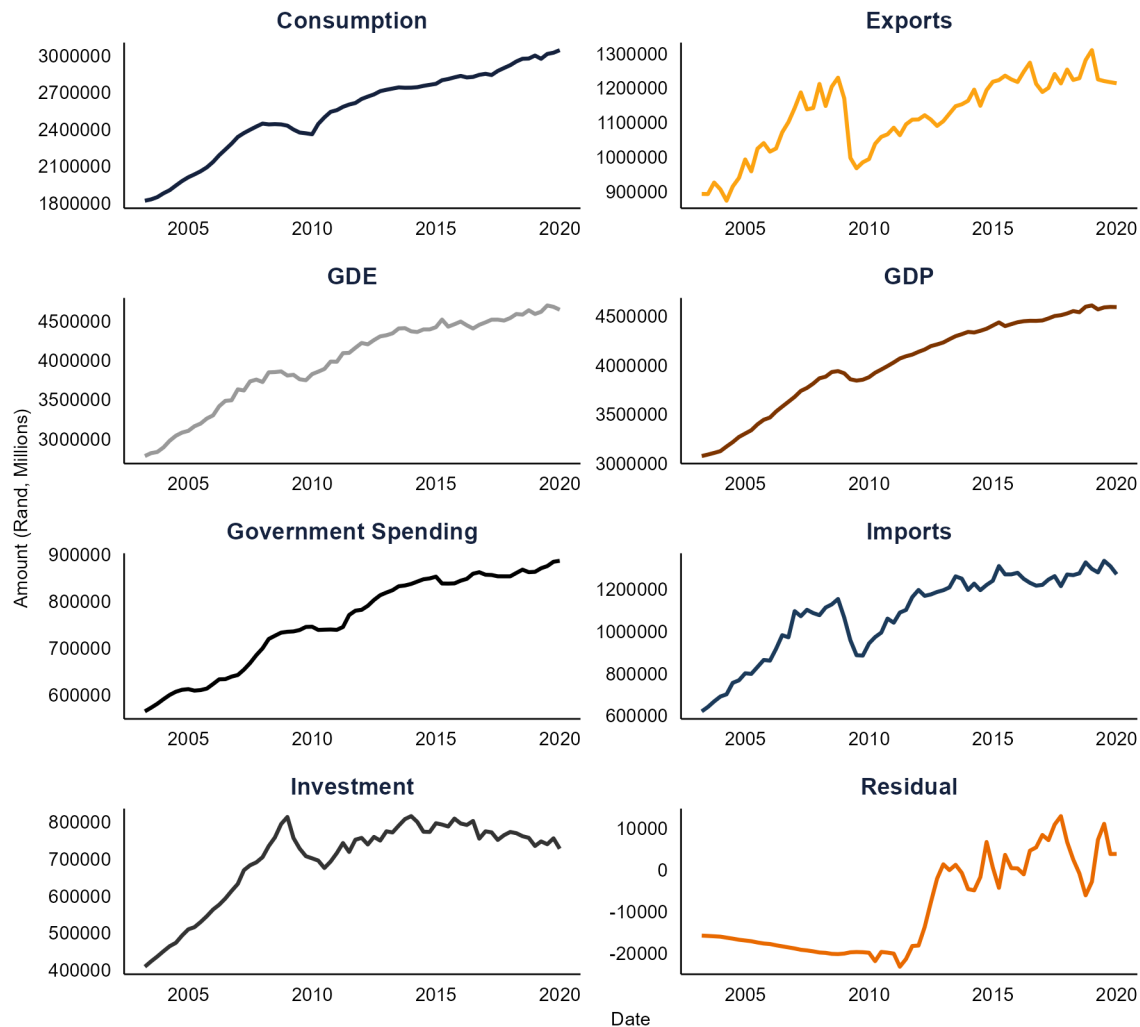 Consumption
3000000
2700000
2400000
2100000
1800000
2005 2010 2015 2020
Exports
1300000
1200000
1100000
1000000
900000
2005 2010 2015 2020
GDE
4500000
4000000
3500000
3000000
2005 2010 2015 2020
GDP
4500000
4000000
3500000
3000000
2005 2010 2015 2020
Amount (Rand, Millions)
Government Spending
900000
800000
700000
600000
2005 2010 2015 2020
Imports
1200000
1000000
800000
600000
2005 2010 2015 2020
Investment
800000
700000
600000
500000
400000
2005 2010 2015 2020
Residual
10000
0
-10000
-20000
2005 2010 2015 2020
Date